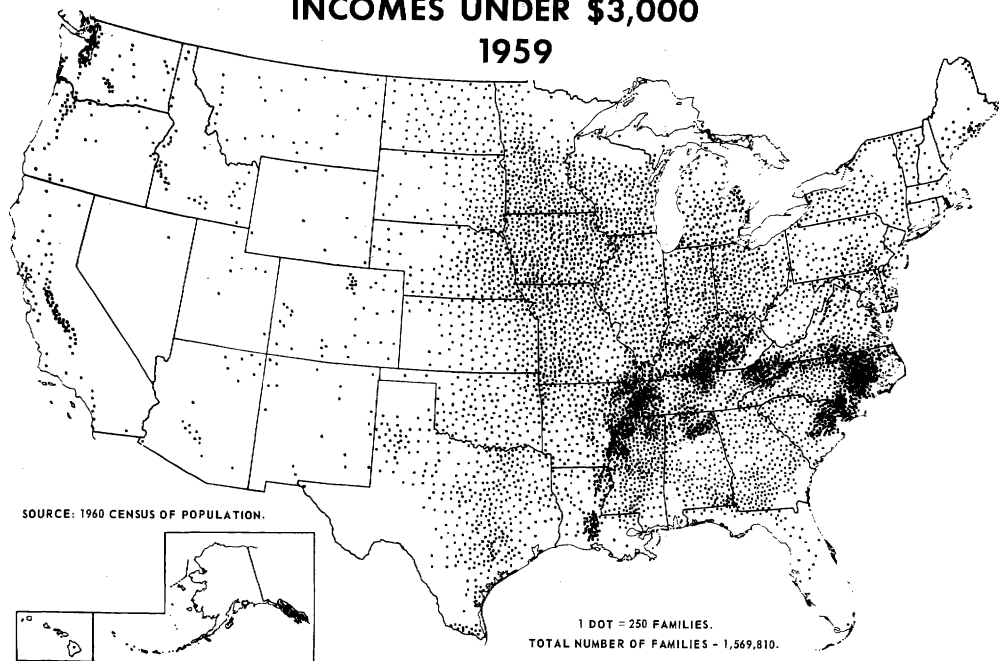 INCOMES UNDER $3,000
1959
SOURCE: 1960 CENSUS OF POPULATION.
1 DOT = 250 FAMILIES.
TOTAL NUMBER OF FAMILIES - 1,569,810.